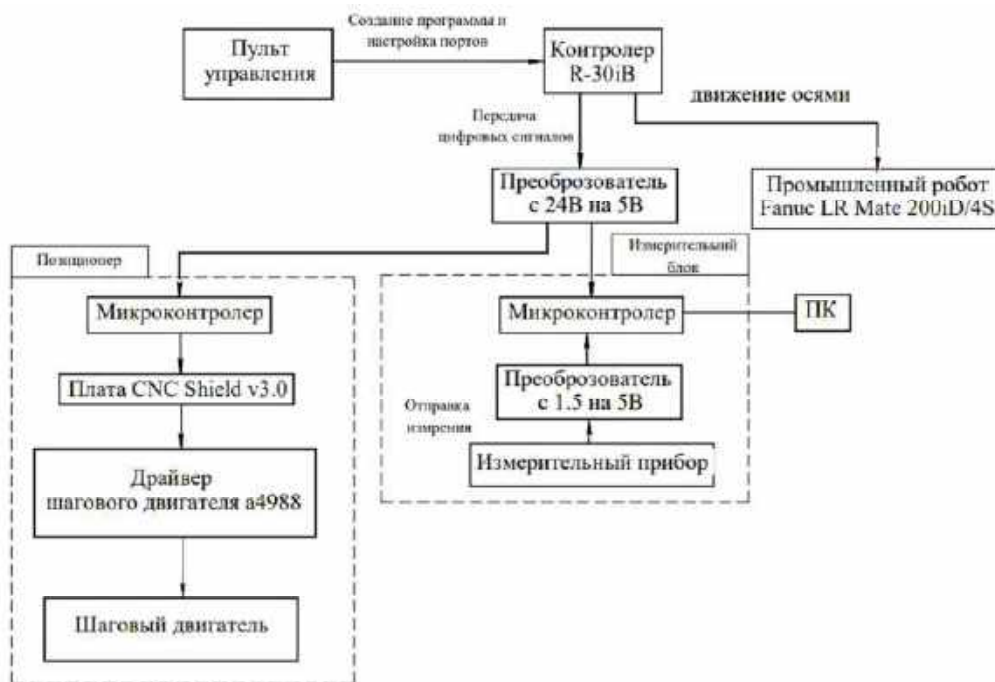 Создание программы и
настройка портов
Пульт
управления
Контролер
R-30iB
движение осями
Передача
цифровых сигналов
Преоброзователь
с 24В на 5В
Промышленный робот
Fanuc LR Mate 200iD/4S
Позиционер
Измерительный
блок
Микроконтролер
Микроконтролер
ПК
Плата CNC Shield v3.0
Преоброзователь
с 1.5 на 5В
Отправка
измрения
Измерительный прибор
Драйвер
шагового двигателя а4988
Шаговый двигатель